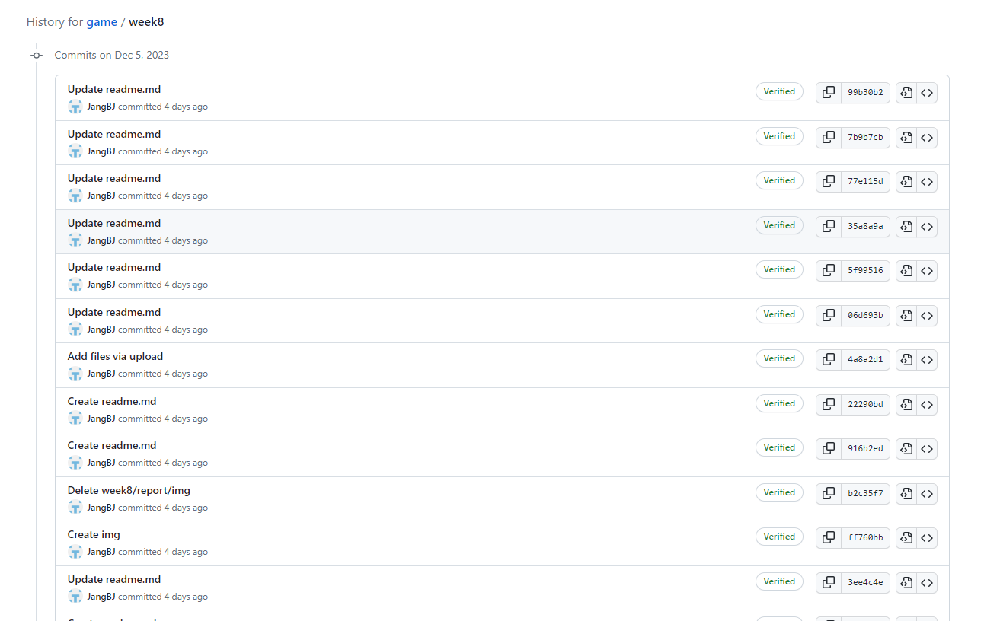 History for game / week8
Commits on Dec 5, 2023
Update readme.md
Verified
99b30b2
JangBJ committed 4 days ago
Update readme.md
Verified
7b9b7cb
JangBJ committed 4 days ago
Update readme.md
Verified
77e115d
JangBJ committed 4 days ago
Update readme.md
Verified
35a8a9a
JangBJ committed 4 days ago
Update readme.md
Verified
5f99516
JangBJ committed 4 days ago
Update readme.md
Verified
06d693b
JangBJ committed 4 days ago
Add files via upload
Verified
4a8a2d1
JangBJ committed 4 days ago
Create readme.md
Verified
22290bd
JangBJ committed 4 days ago
Create readme.md
Verified
916b2ed
JangBJ committed 4 days ago
Delete week8/report/img
Verified
b2c35f7
JangBJ committed 4 days ago
Create img
Verified
ff760bb
JangBJ committed 4 days ago
Update readme.md
Verified
3ee4c4e
JangBJ committed 4 days ago